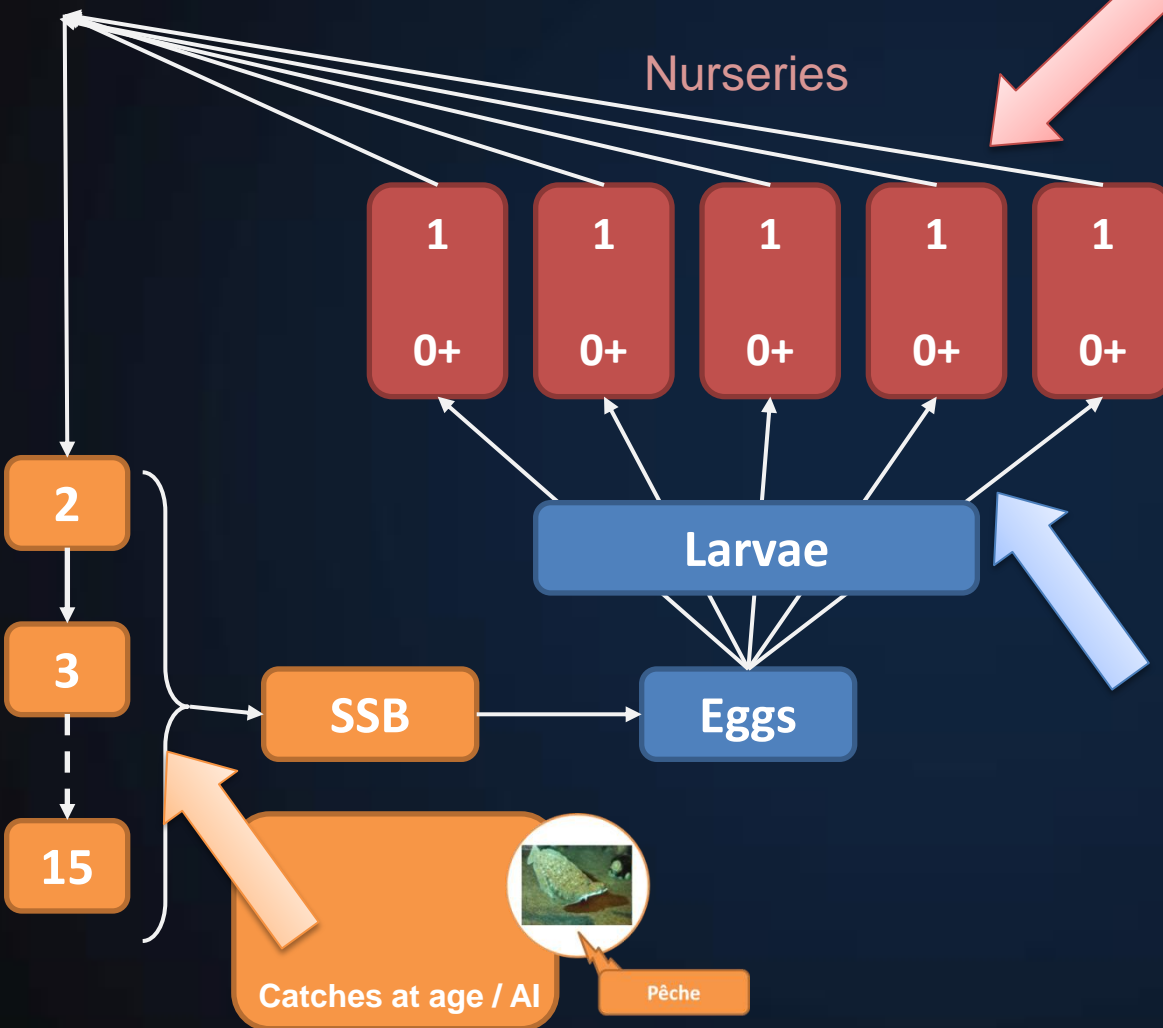 Nurseries
1 1 1 1 1
0+ 0+ 0+ 0+ 0+
2
Larvae
3
SSB
Eggs
15
Catches at age / AI
Pêche